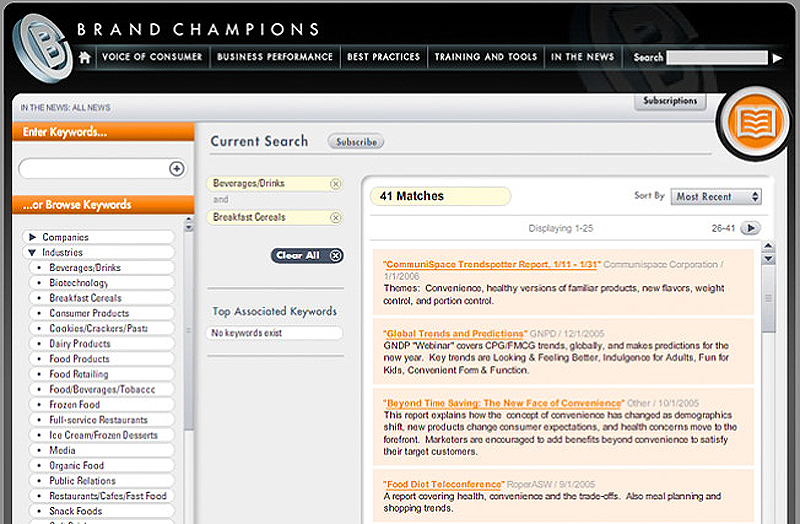 BRAND CHAMPIONS
VOICE OF CONSUMER BUSINESS PERFORMANCE BEST PRACTICES TRAINING AND TOOLS IN THE NEWS Search
IN THE NEWS: ALL NEWS
Subscriptions
Enter Keywords...
...or Browse Keywords
Companies
Industries
Beverages/Drinks
Biotechnology
Breakfast Cereals
Consumer Products
Cookies/Crackers/Pasta
Dairy Products
Food Products
Food Retailing
Food/Beverages/Tobacco
Frozen Food
Full-service Restaurants
Ice Cream/Frozen Desserts
Media
Organic Food
Public Relations
Restaurants/Cafes/Fast Food
Snack Foods
Current Search Subscribe
Beverages/Drinks
and
Breakfast Cereals
Clear All
Top Associated Keywords
No keywords exist
41 Matches
Sort By Most Recent
Displaying 1-25 26-41
"CommuniSpace Trendspotter Report, 1/11 - 1/31" Communispace Corporation /
1/1/2006
Themes: Convenience, healthy versions of familiar products, new flavors, weight
control, and portion control.
"Global Trends and Predictions" GNPD / 12/1/2005
GNDP "Webinar" covers CPG/FMCG trends, globally, and makes predictions for the
new year. Key trends are Looking & Feeling Better, Indulgence for Adults, Fun for
Kids, Convenient Form & Function.
"Beyond Time Saving: The New Face of Convenience" Other / 10/1/2005
This report explains how the concept of convenience has changed as demographics
shift, new products change consumer expectations, and health concerns move to the
forefront. Marketers are encouraged to add benefits beyond convenience to satisfy
their target customers.
"Food Diet Teleconference" RoperASW / 9/1/2005
A report covering health, convenience and the trade-offs. Also meal planning and
shopping trends.